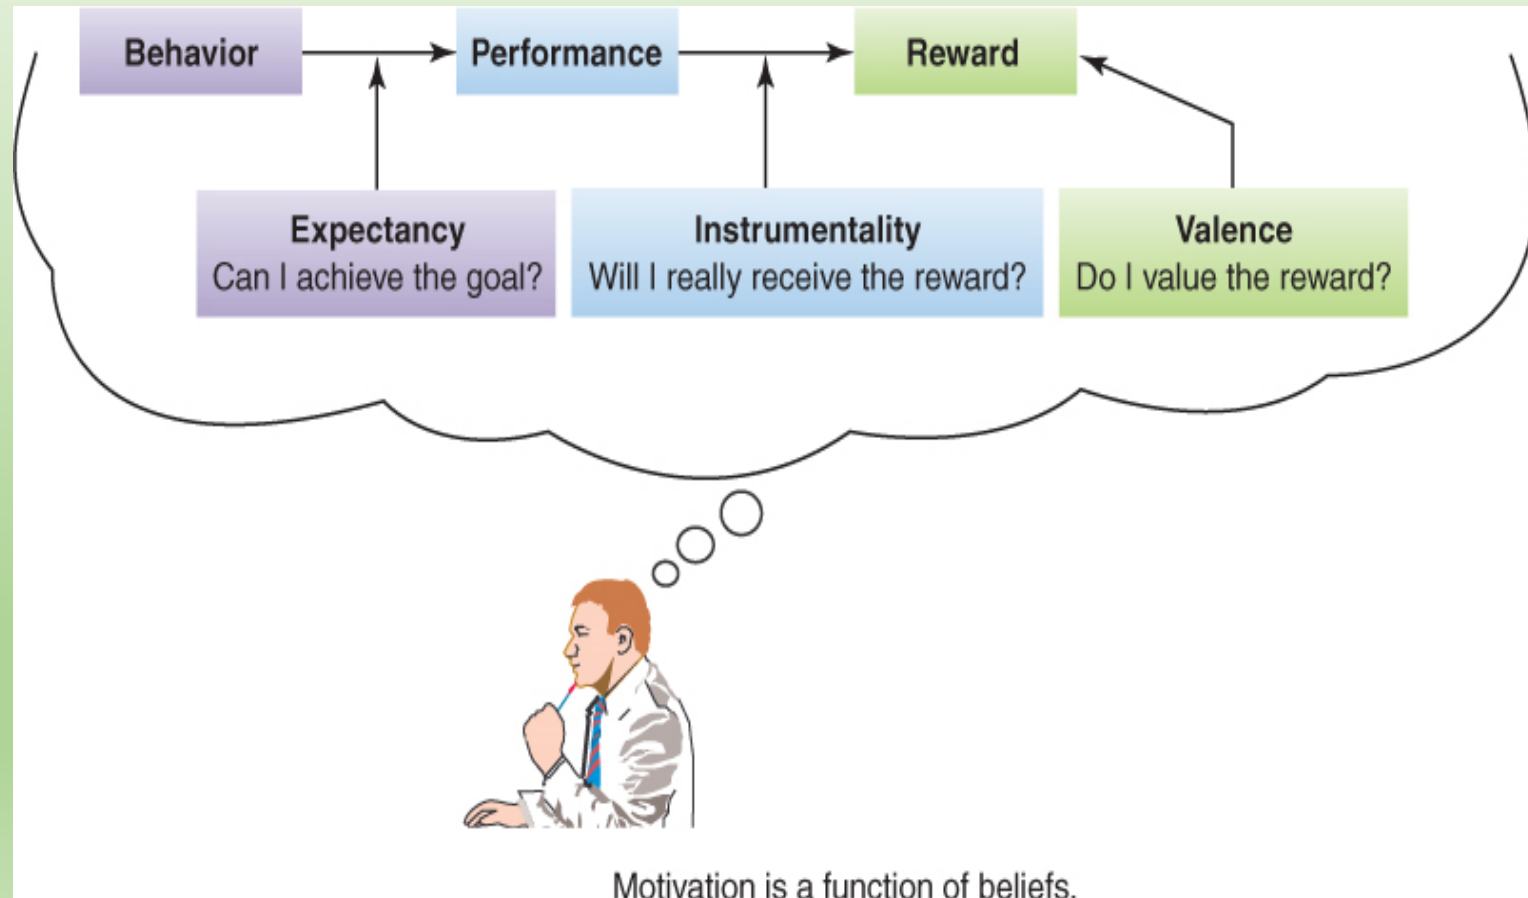 Behavior
Performance
Reward
Expectancy
Can I achieve the goal?
Instrumentality
Will I really receive the reward?
Valence
Do I value the reward?
Motivation is a function of beliefs.